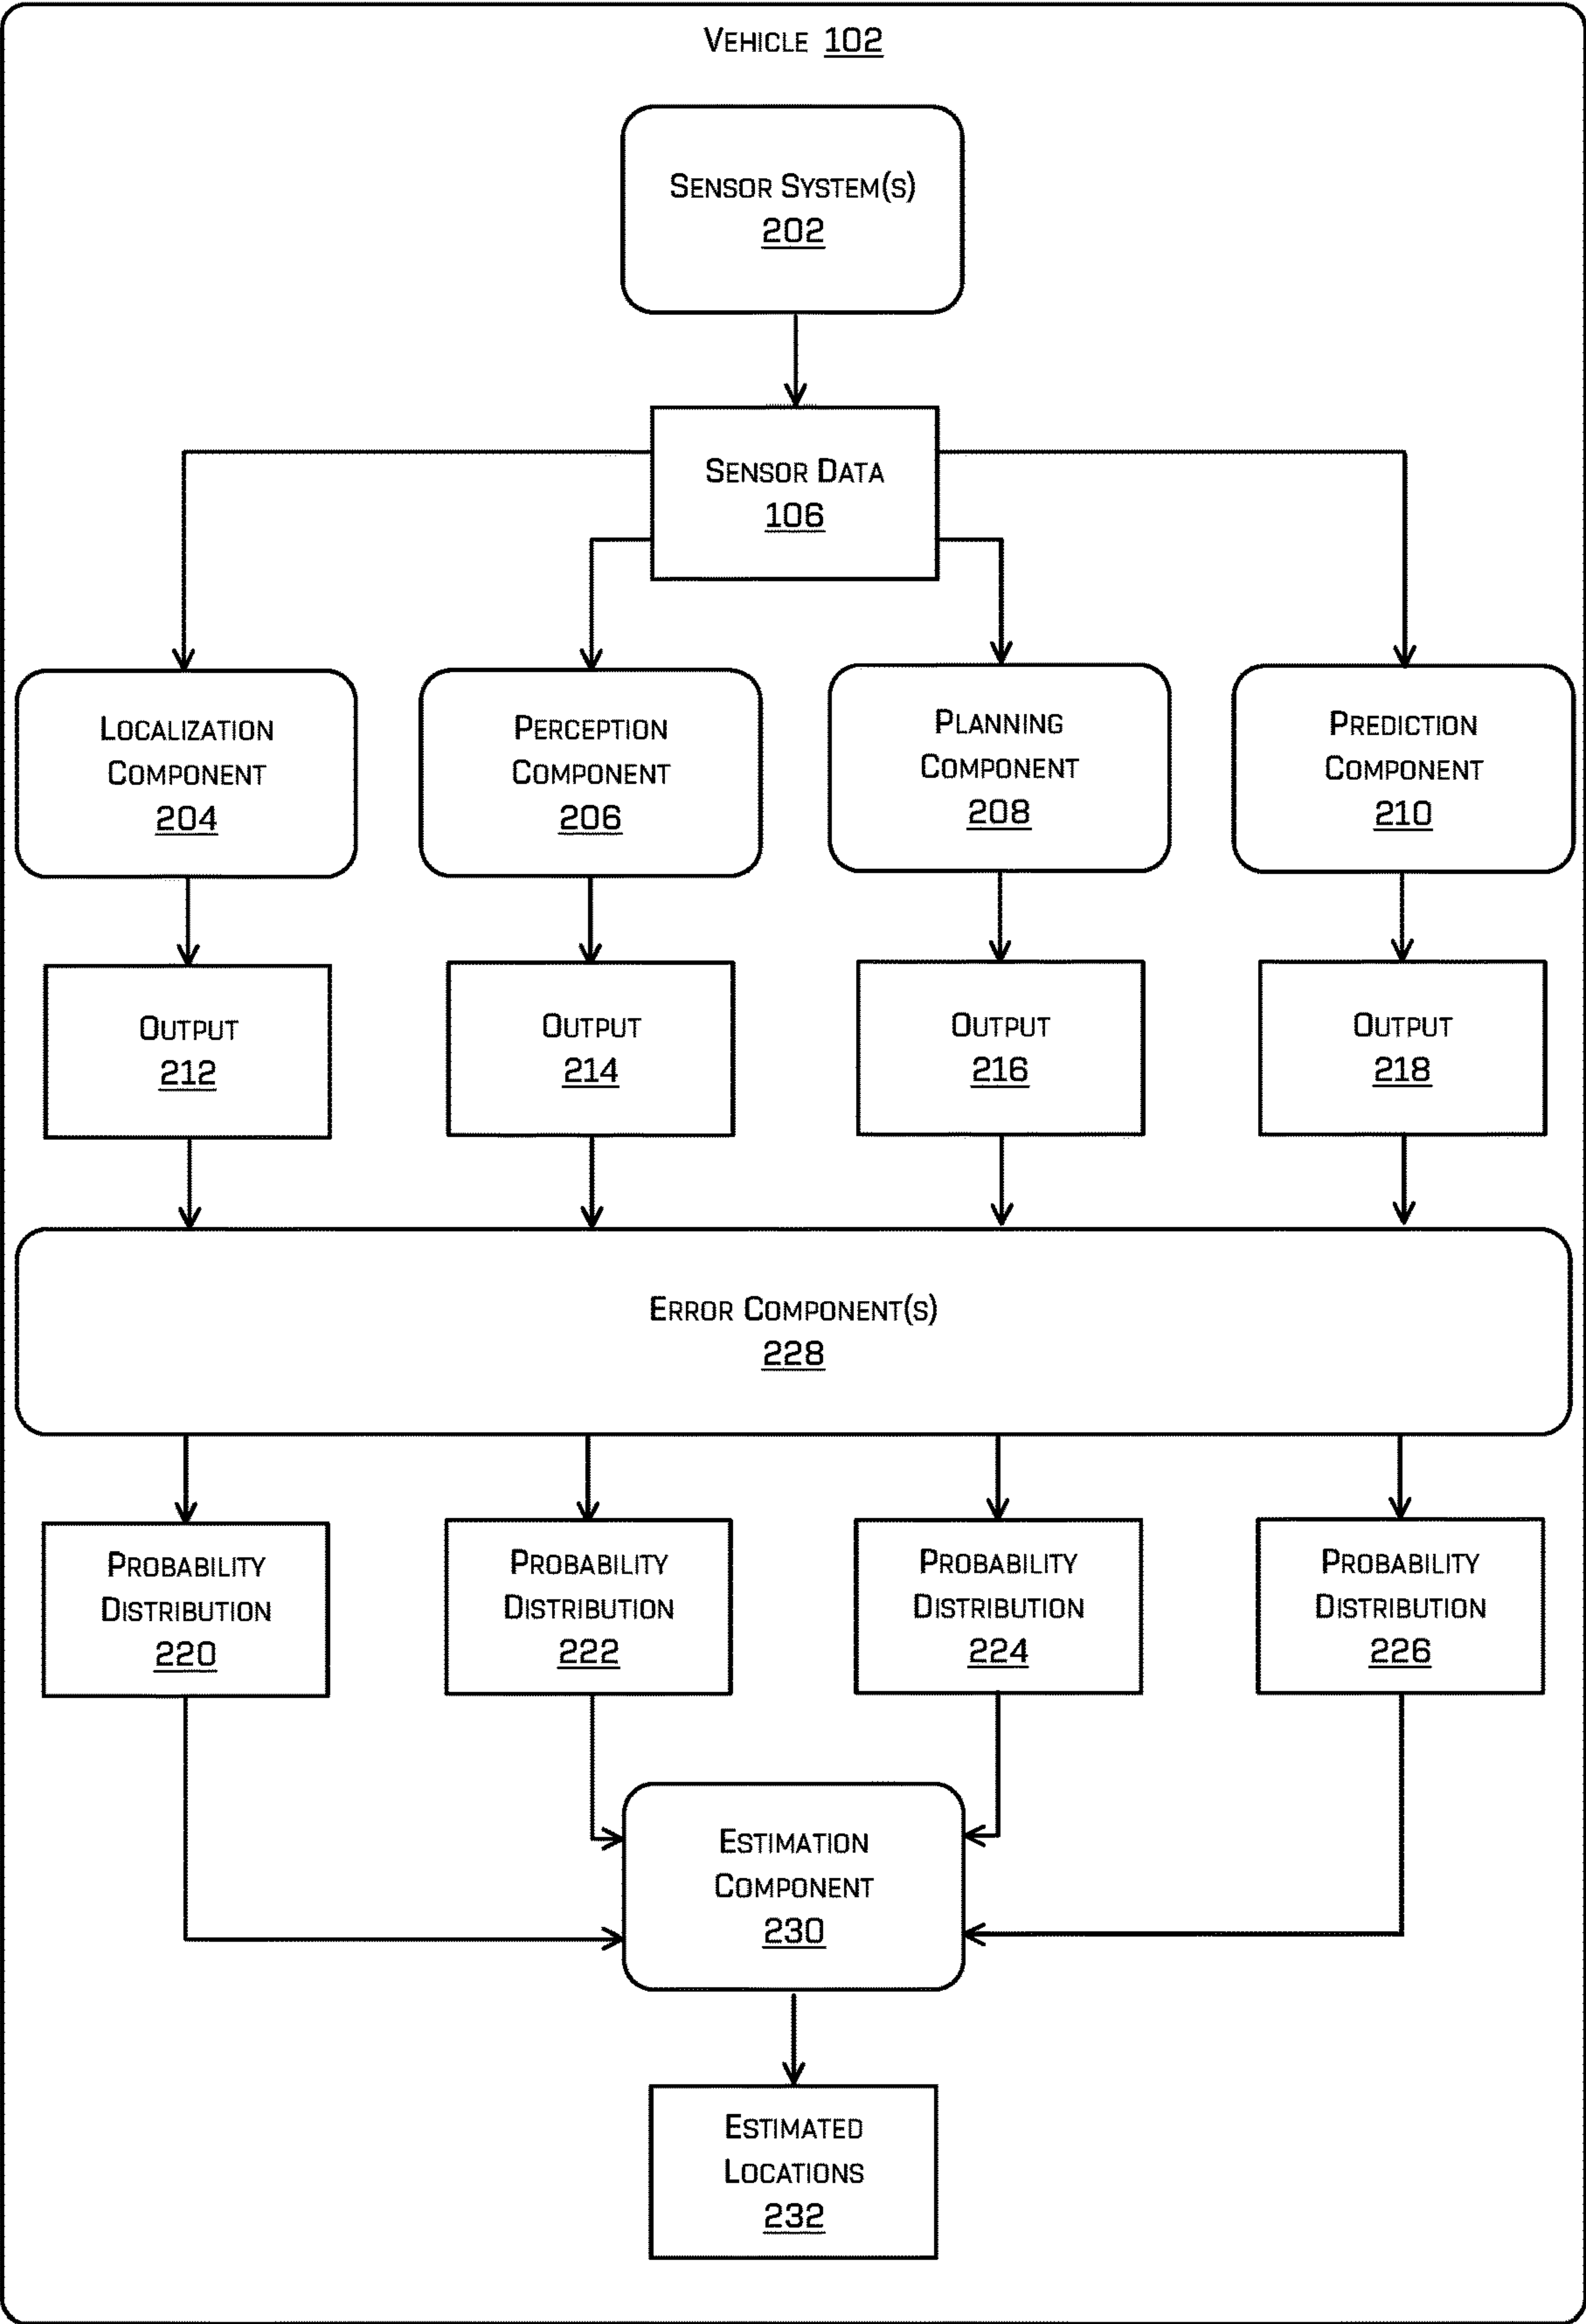 Vehicle 102
Sensor System(s)
202
Sensor Data
106
Localization
Component
204
Perception
Component
206
Planning
Component
208
Prediction
Component
210
Output
212
Output
214
Output
216
Output
218
Error Component(s)
228
Probability
Distribution
220
Probability
Distribution
222
Probability
Distribution
224
Probability
Distribution
226
Estimation
Component
230
Estimated
Locations
232